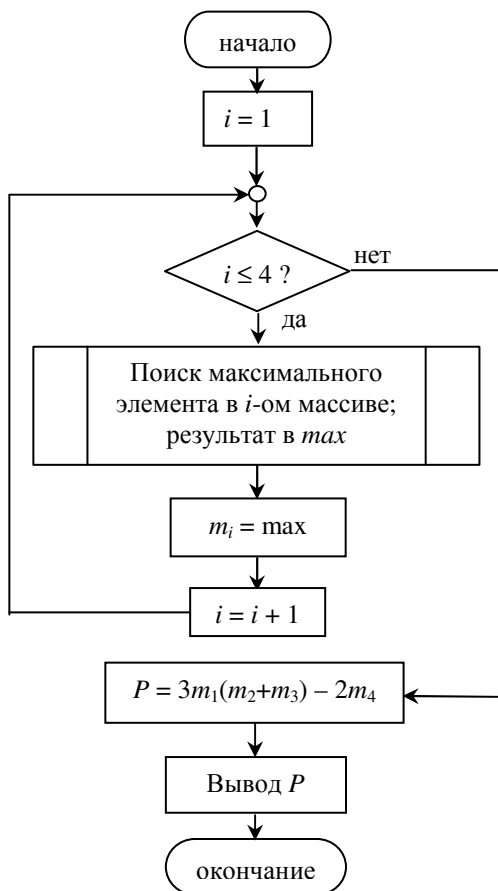 начало
i = 1
i ≤ 4 ?
нет
да
Поиск максимального
элемента в i-ом массиве;
результат в max
mᵢ = max
i = i + 1
P = 3m₁(m₂+m₃) – 2m₄
Вывод P
окончание